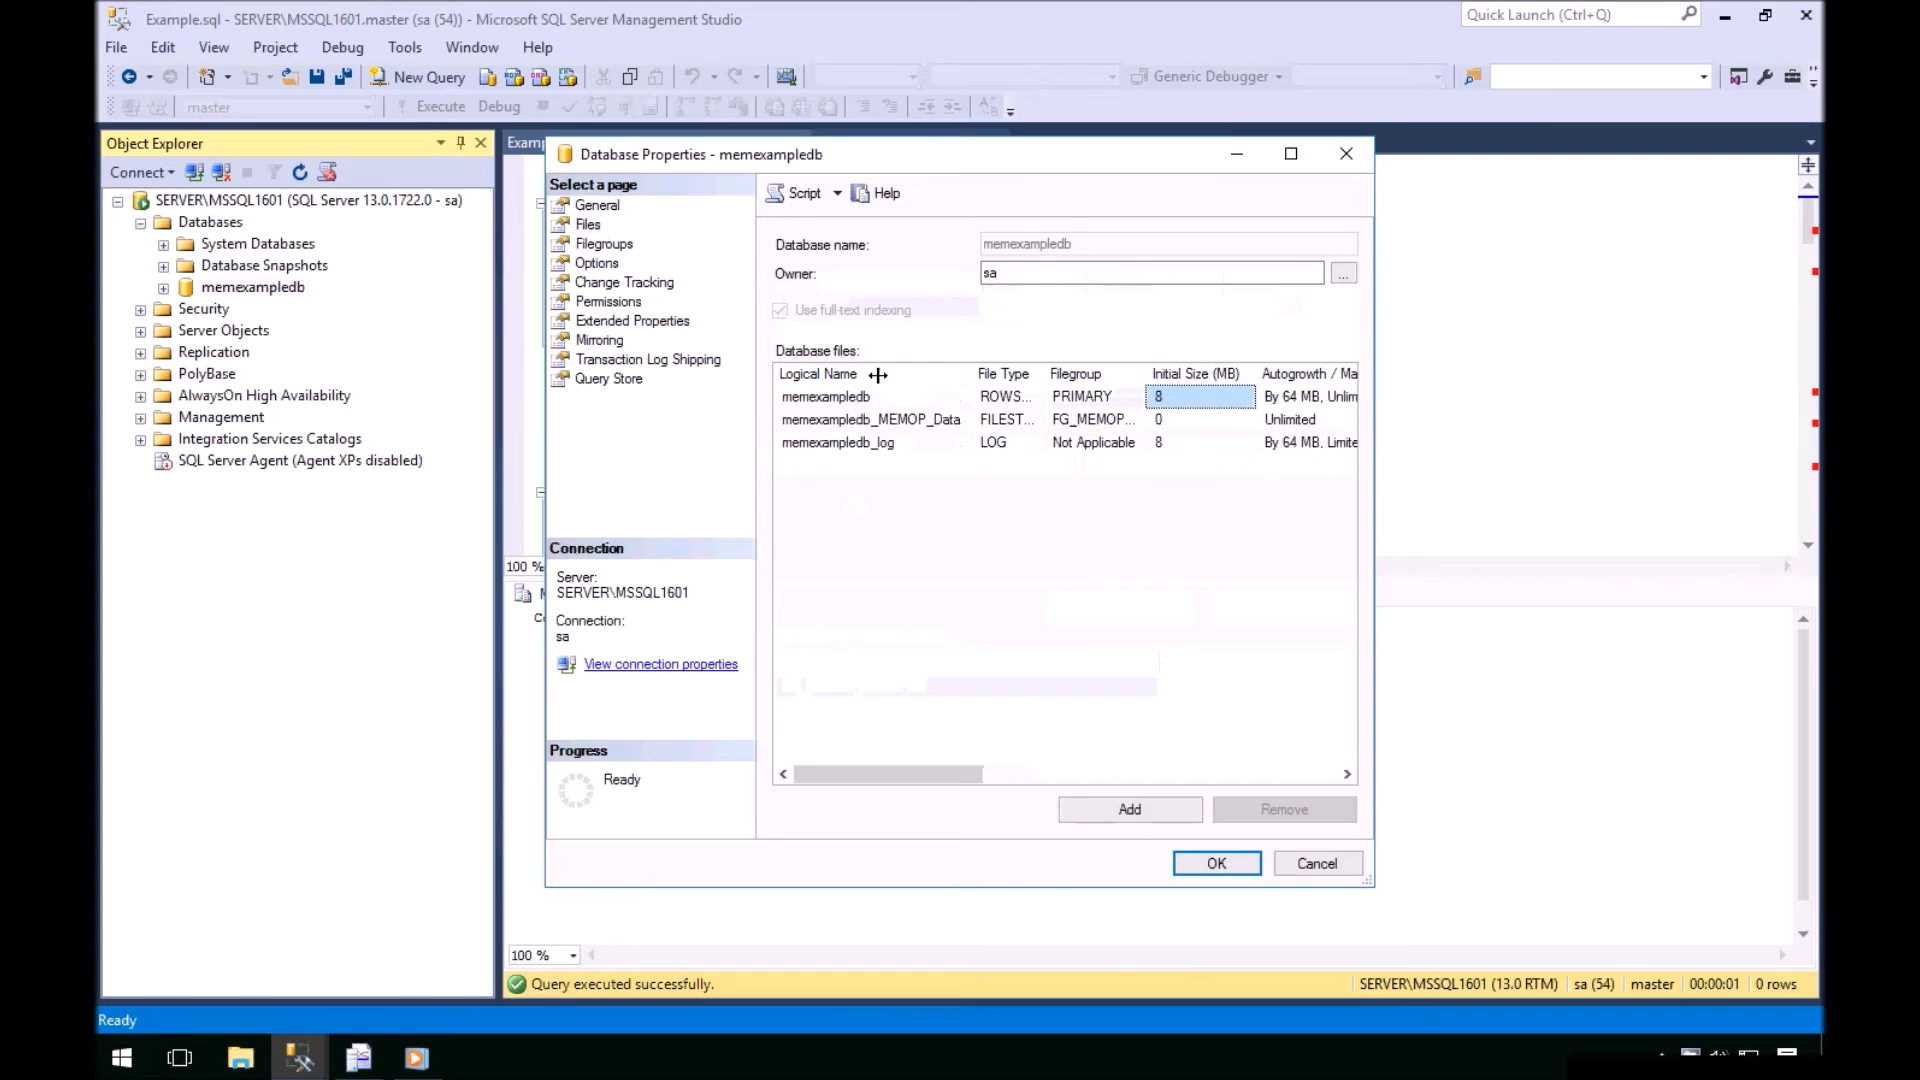 Example.sql - SERVER\MSSQL1601.master (sa (54)) - Microsoft SQL Server Management Studio
Quick Launch (Ctrl+Q)
File Edit View Project Debug Tools Window Help
New Query
Generic Debugger
master
Execute Debug
Object Explorer
Connect
SERVER\MSSQL1601 (SQL Server 13.0.1722.0 - sa)
Databases
System Databases
Database Snapshots
memexampledb
Security
Server Objects
Replication
PolyBase
AlwaysOn High Availability
Management
Integration Services Catalogs
SQL Server Agent (Agent XPs disabled)
Database Properties - memexampledb
Select a page
General
Files
Filegroups
Options
Change Tracking
Permissions
Extended Properties
Mirroring
Transaction Log Shipping
Query Store
Connection
Server:
SERVER\MSSQL1601
Connection:
sa
View connection properties
Progress
Ready
Script Help
Database name: memexampledb
Owner: sa ...
Use full-text indexing
Database files:
Logical Name File Type Filegroup Initial Size (MB) Autogrowth / Ma
memexampledb ROWS... PRIMARY 8 By 64 MB, Unlim
memexampledb_MEMOP_Data FILEST... FG_MEMOP... 0 Unlimited
memexampledb_log LOG Not Applicable 8 By 64 MB, Limite
Add Remove
OK Cancel
100 %
100 %
Query executed successfully.
SERVER\MSSQL1601 (13.0 RTM) sa (54) master 00:00:01 0 rows
Ready